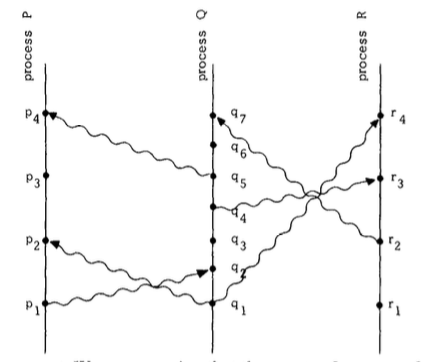 process P
process Q
process R
p4
q7
r4
q6
p3
q5
r3
q4
p2
q3
r2
q2
p1
q1
r1